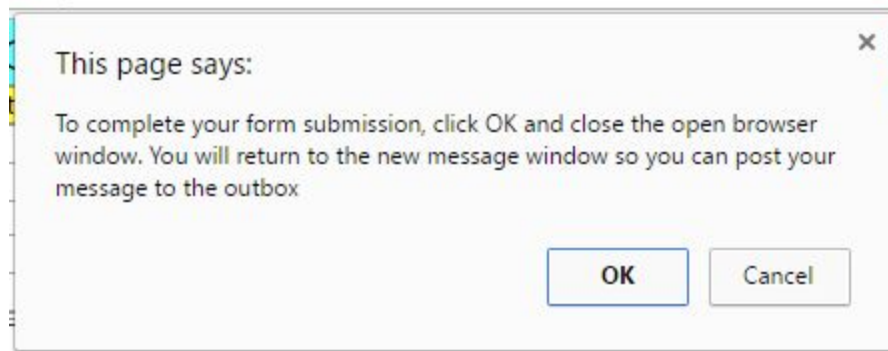 This page says:
To complete your form submission, click OK and close the open browser
window. You will return to the new message window so you can post your
message to the outbox
OK
Cancel